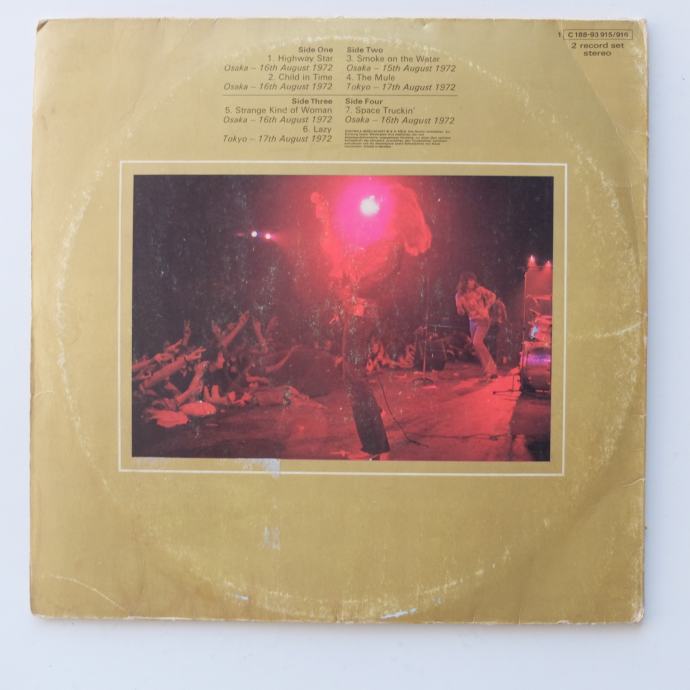 1 C 188-93 915/916
2 record set
stereo
Side One
1. Highway Star
Osaka – 16th August 1972
2. Child in Time
Osaka – 16th August 1972
Side Two
3. Smoke on the Water
Osaka – 15th August 1972
4. The Mule
Tokyo – 17th August 1972
Side Three
5. Strange Kind of Woman
Osaka – 16th August 1972
6. Lazy
Tokyo – 17th August 1972
Side Four
7. Space Truckin'
Osaka – 16th August 1972